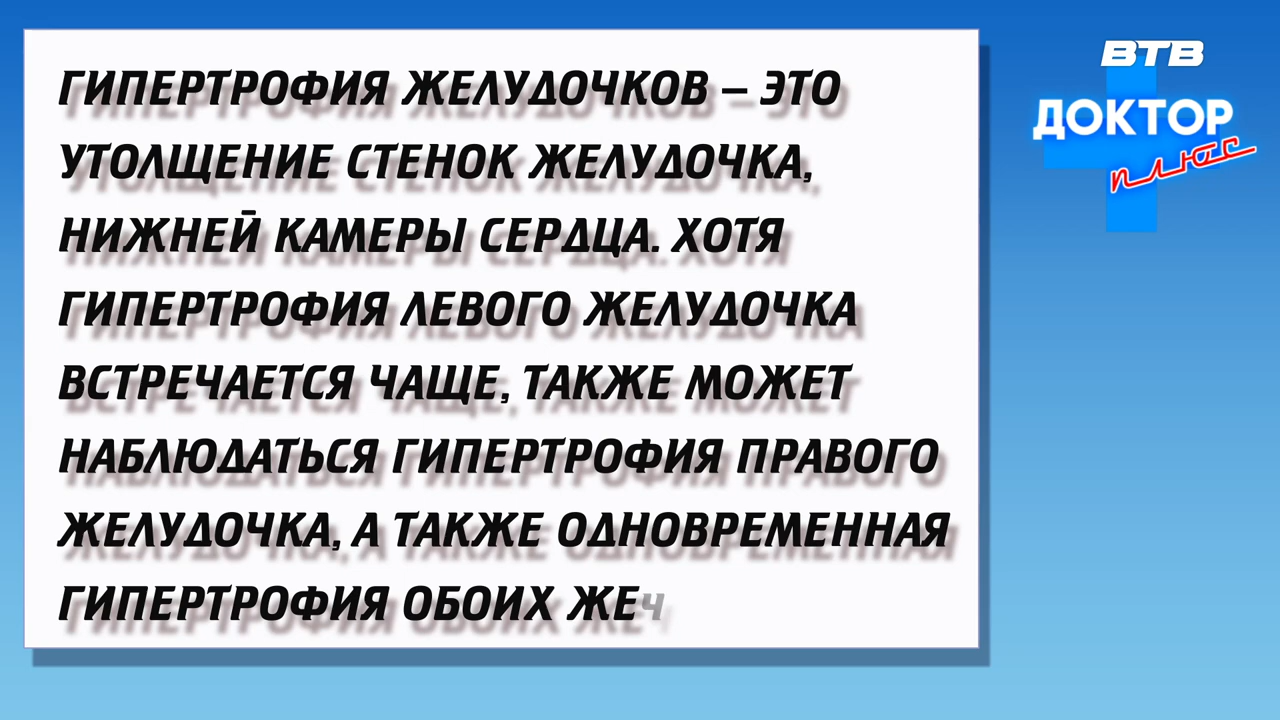 ГИПЕРТРОФИЯ ЖЕЛУДОЧКОВ – ЭТО
УТОЛЩЕНИЕ СТЕНОК ЖЕЛУДОЧКА,
НИЖНЕЙ КАМЕРЫ СЕРДЦА. ХОТЯ
ГИПЕРТРОФИЯ ЛЕВОГО ЖЕЛУДОЧКА
ВСТРЕЧАЕТСЯ ЧАЩЕ, ТАКЖЕ МОЖЕТ
НАБЛЮДАТЬСЯ ГИПЕРТРОФИЯ ПРАВОГО
ЖЕЛУДОЧКА, А ТАКЖЕ ОДНОВРЕМЕННАЯ
ГИПЕРТРОФИЯ ОБОИХ ЖЕЧ
ВТВ
ДОКТОР
плюс